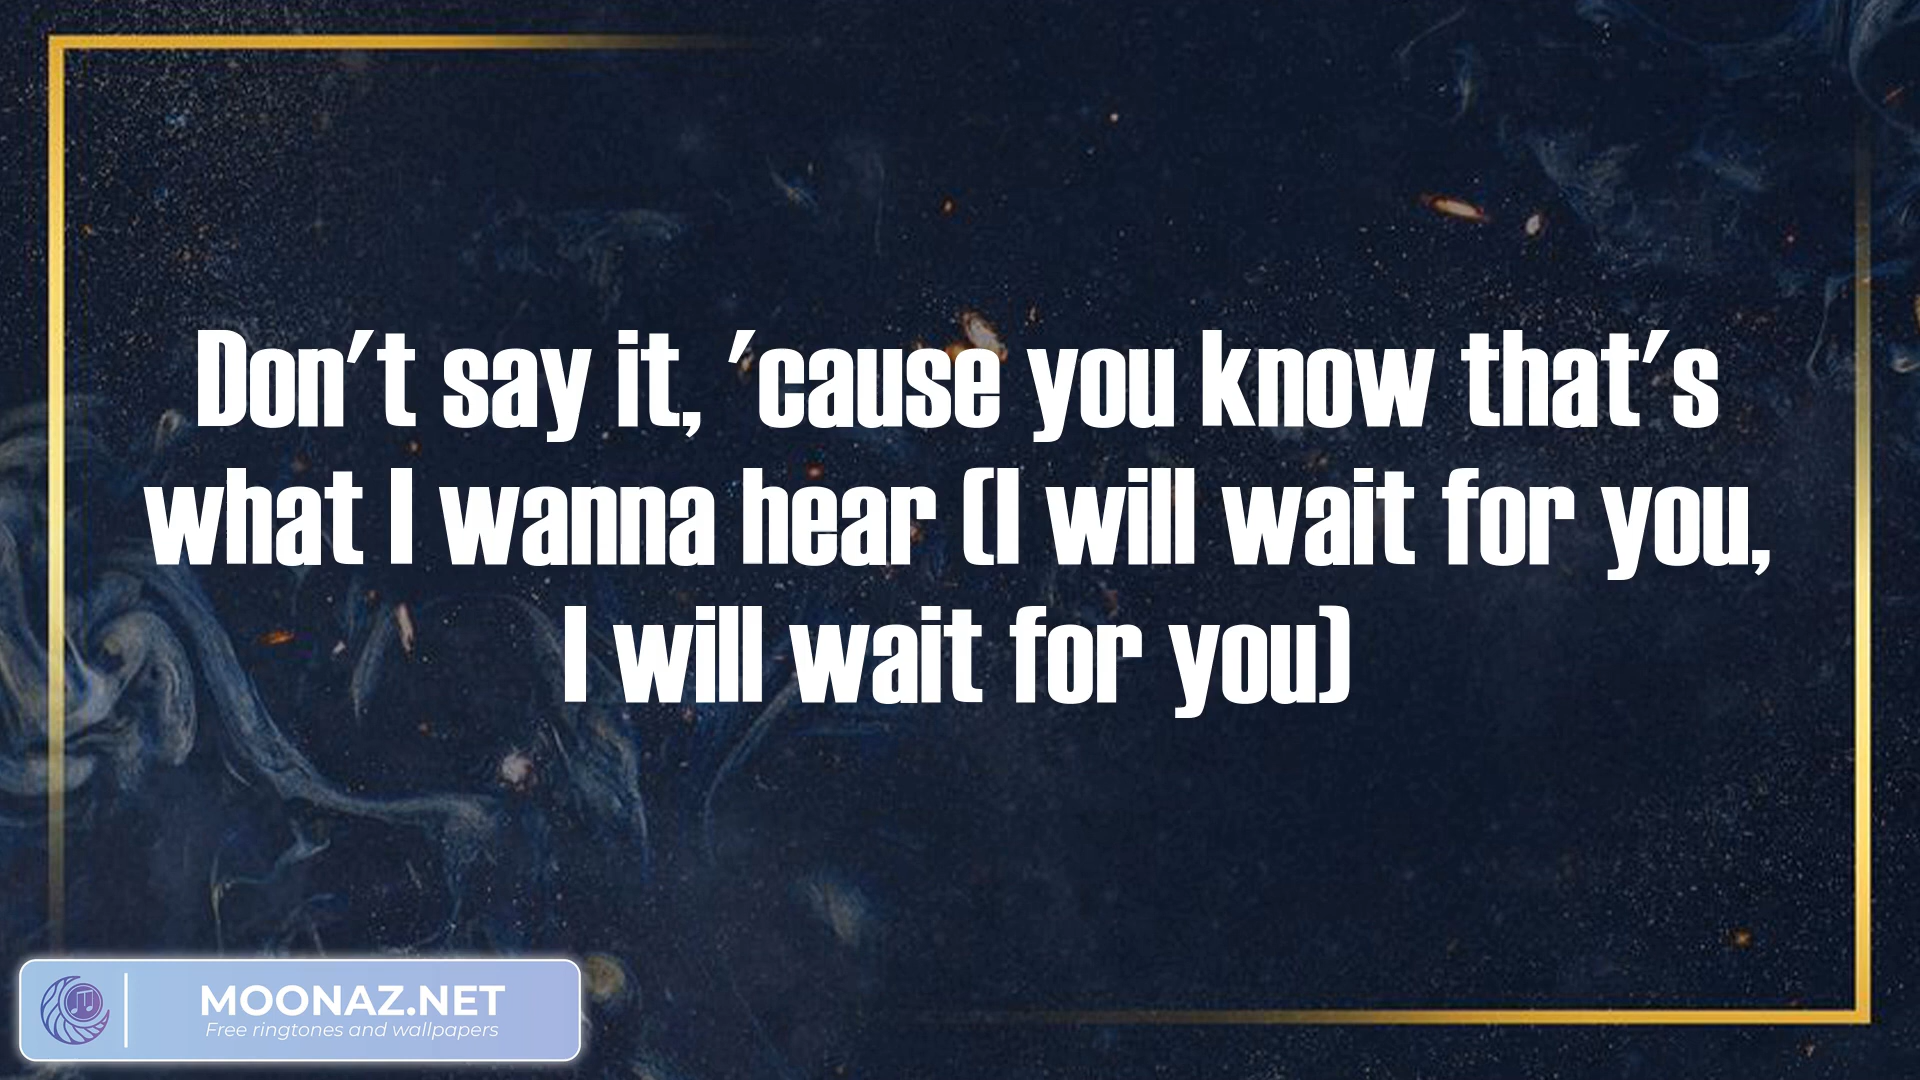 Don't say it, 'cause you know that's
what I wanna hear (I will wait for you,
I will wait for you)
MOONAZ.NET
Free ringtones and wallpapers